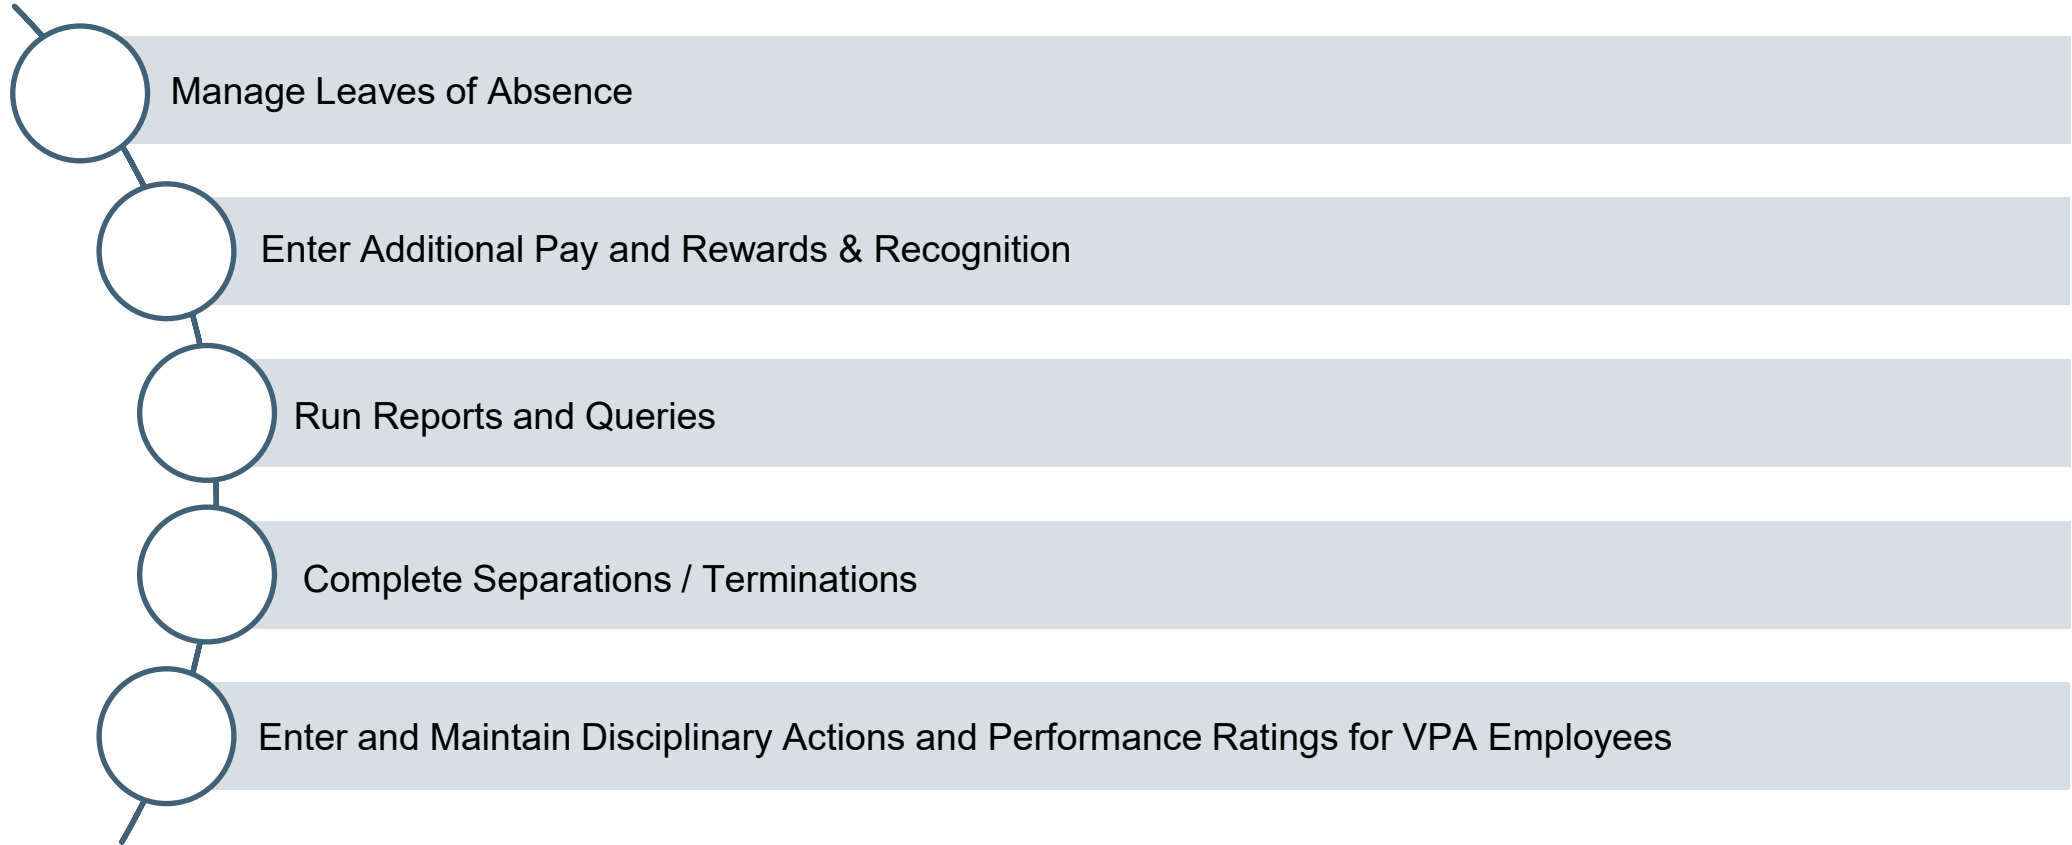 Manage Leaves of Absence
Enter Additional Pay and Rewards & Recognition
Run Reports and Queries
Complete Separations / Terminations
Enter and Maintain Disciplinary Actions and Performance Ratings for VPA Employees